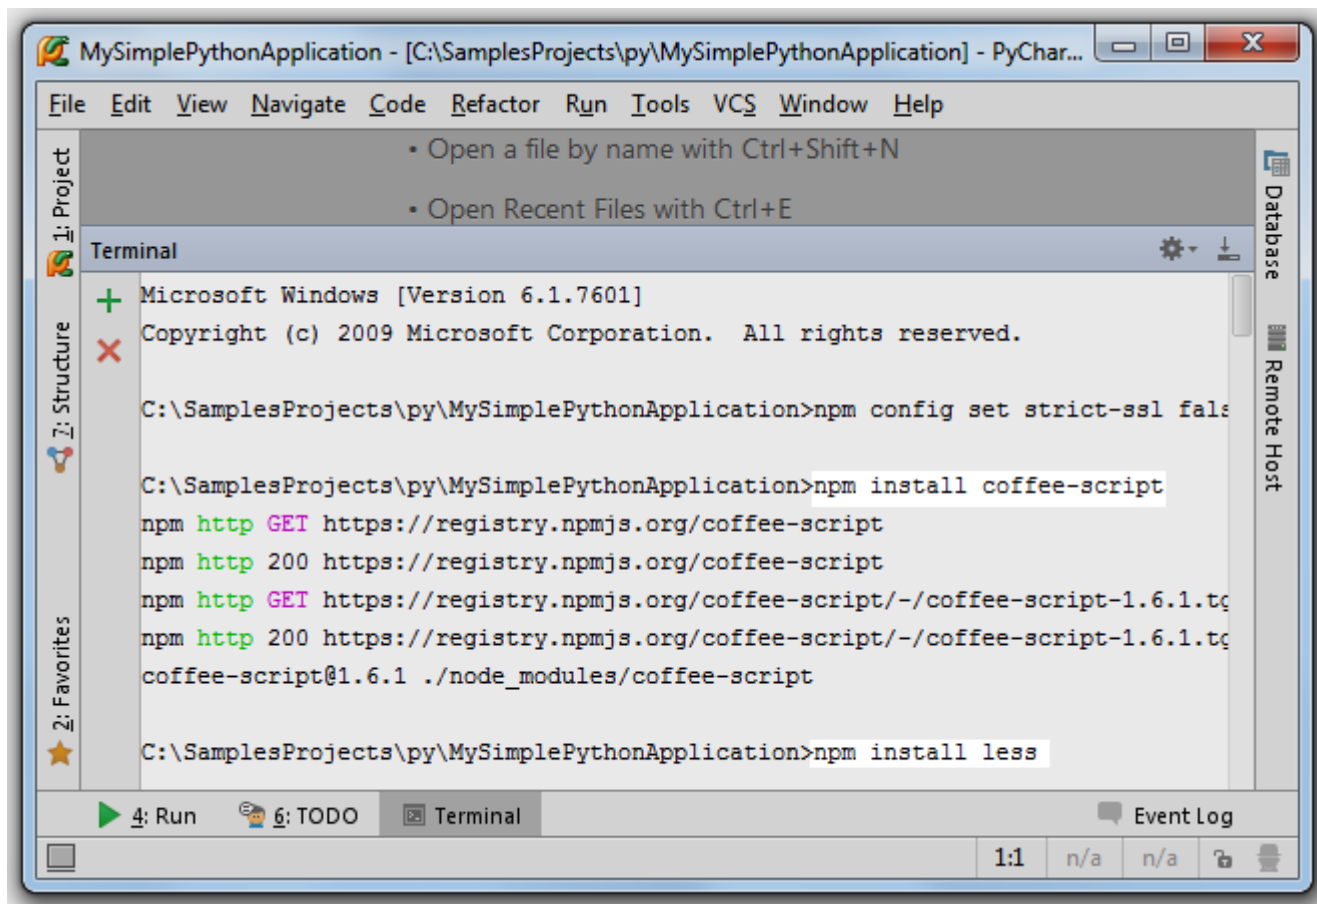 MySimplePythonApplication - [C:\SamplesProjects\py\MySimplePythonApplication] - PyChar...
File Edit View Navigate Code Refactor Run Tools VCS Window Help
1: Project
7: Structure
2: Favorites
• Open a file by name with Ctrl+Shift+N
• Open Recent Files with Ctrl+E
Terminal
Microsoft Windows [Version 6.1.7601]
Copyright (c) 2009 Microsoft Corporation.  All rights reserved.
C:\SamplesProjects\py\MySimplePythonApplication>npm config set strict-ssl fals
C:\SamplesProjects\py\MySimplePythonApplication>npm install coffee-script
npm http GET https://registry.npmjs.org/coffee-script
npm http 200 https://registry.npmjs.org/coffee-script
npm http GET https://registry.npmjs.org/coffee-script/-/coffee-script-1.6.1.tg
npm http 200 https://registry.npmjs.org/coffee-script/-/coffee-script-1.6.1.tg
coffee-script@1.6.1 ./node_modules/coffee-script
C:\SamplesProjects\py\MySimplePythonApplication>npm install less
Database
Remote Host
4: Run 6: TODO Terminal Event Log
1:1 n/a n/a